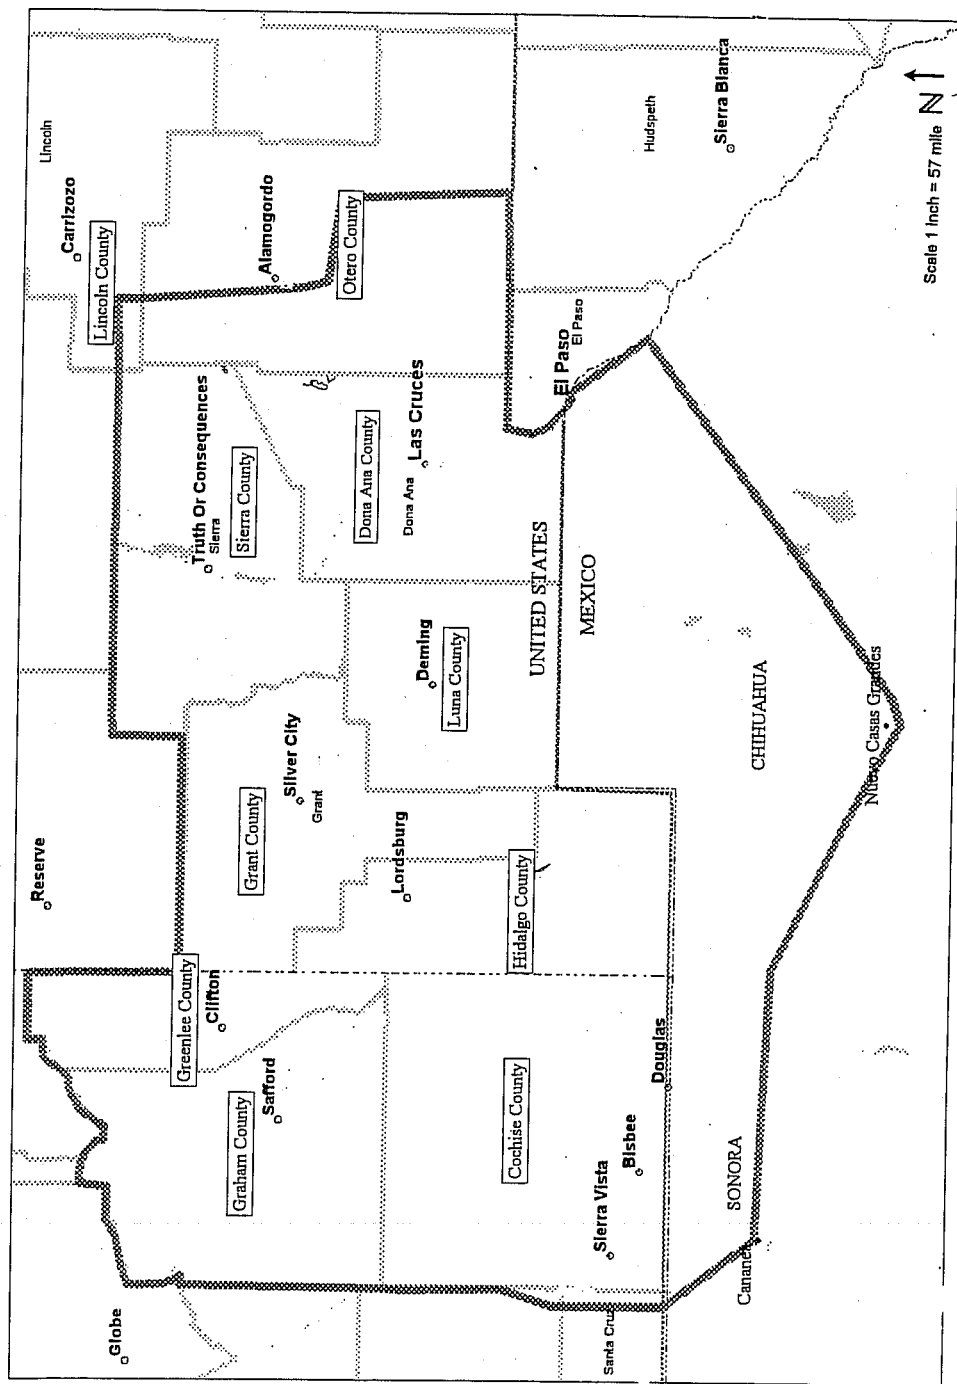 Globe
Reserve
Carrizozo
Lincoln
Lincoln County
Greenlee County
Clifton
Truth Or Consequences
Sierra
Sierra County
Alamogordo
Otero County
Graham County
Safford
Grant County
Silver City
Grant
Dona Ana County
Dona Ana
Las Cruces
Lordsburg
Deming
Luna County
Cochise County
Hidalgo County
UNITED STATES
MEXICO
El Paso
El Paso
Hudspeth
Sierra Blanca
Santa Cruz
Sierra Vista
Bisbee
Douglas
SONORA
Cananea
CHIHUAHUA
Nuevo Casas Grandes
Scale 1 Inch = 57 mile
N